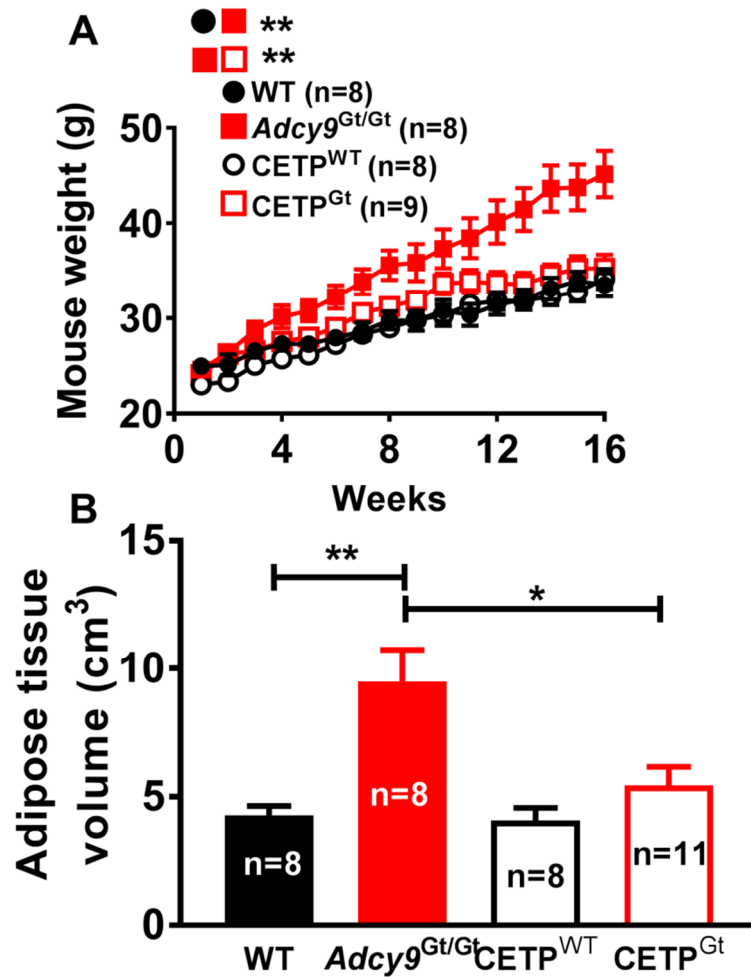 A
**
**
WT (n=8)
Adcy9Gt/Gt (n=8)
CETPWT (n=8)
CETPGt (n=9)
Mouse weight (g)
50
40
30
20
0 4 8 12 16
Weeks
B
Adipose tissue
volume (cm3)
15
10
5
0
**
*
n=8
n=8
n=8
n=11
WT Adcy9Gt/Gt CETPWT CETPGt